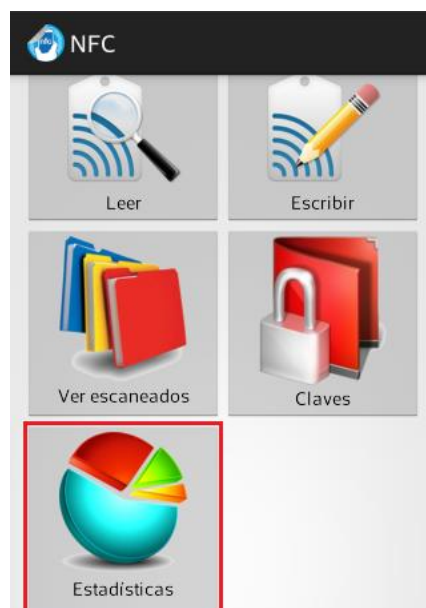 NFC
Leer
Escribir
Ver escaneados
Claves
Estadísticas